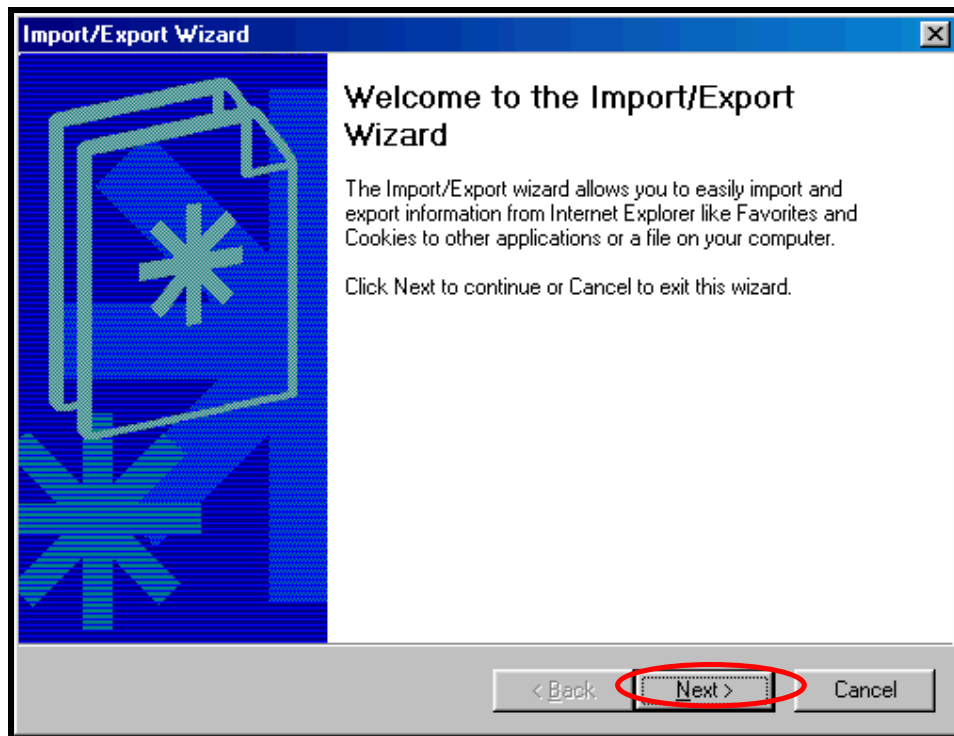 Import/Export Wizard
Welcome to the Import/Export
Wizard
The Import/Export wizard allows you to easily import and
export information from Internet Explorer like Favorites and
Cookies to other applications or a file on your computer.
Click Next to continue or Cancel to exit this wizard.
< Back Next > Cancel